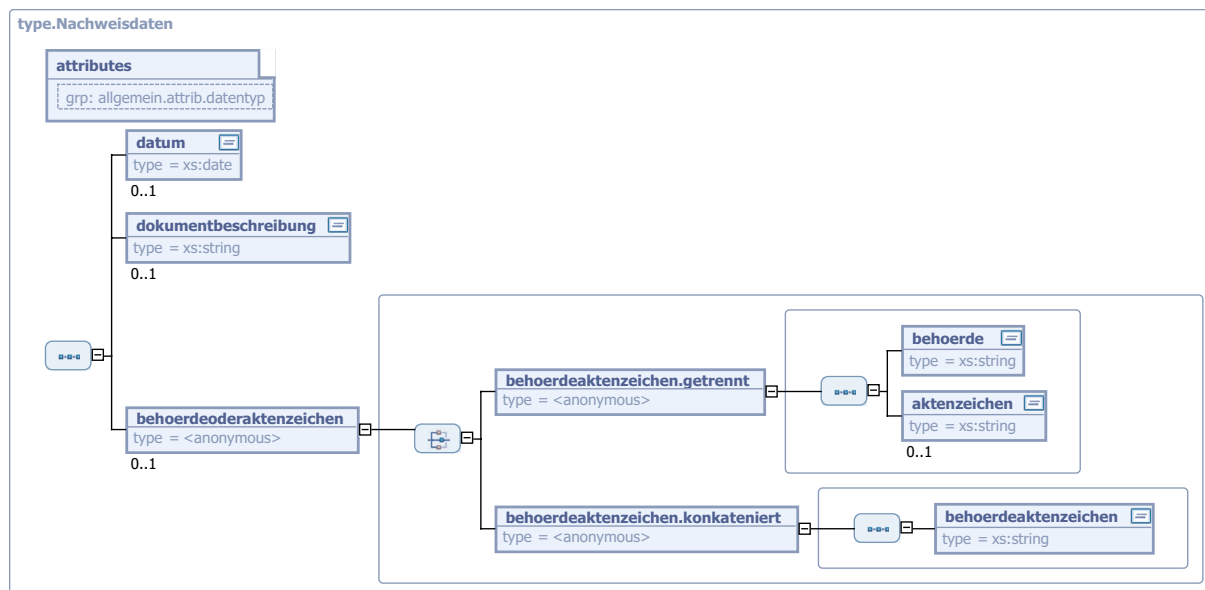 type.Nachweisdaten
attributes
grp: allgemein.attrib.datentyp
datum
type = xs:date
0..1
dokumentbeschreibung
type = xs:string
0..1
behoerdeoderaktenzeichen
type = <anonymous>
0..1
behoerdeaktenzeichen.getrennt
type = <anonymous>
behoerde
type = xs:string
aktenzeichen
type = xs:string
0..1
behoerdeaktenzeichen.konkateniert
type = <anonymous>
behoerdeaktenzeichen
type = xs:string